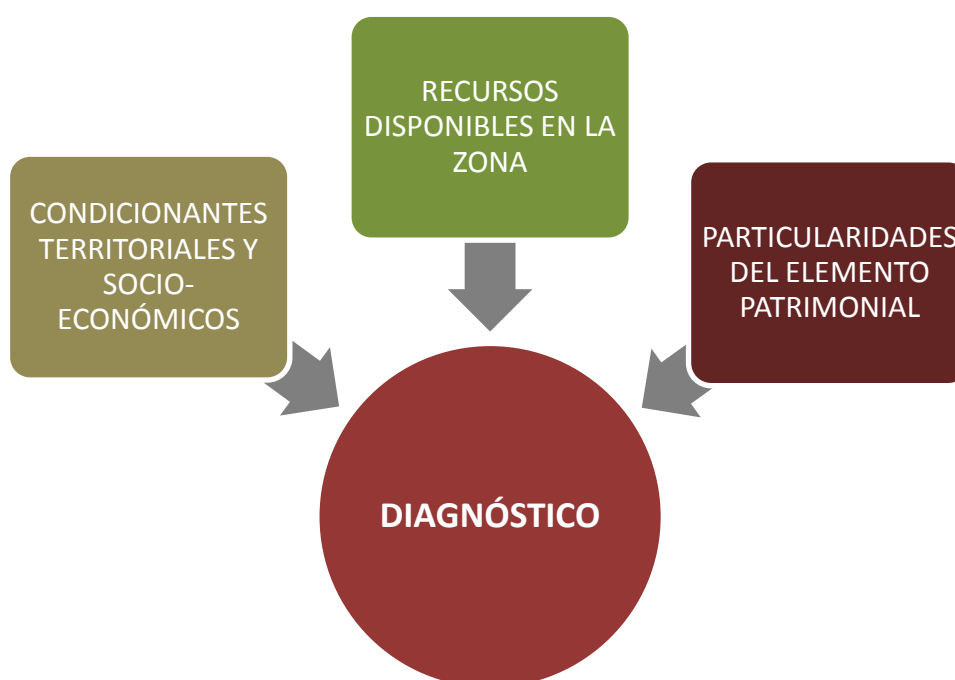 RECURSOS
DISPONIBLES EN LA
ZONA
CONDICIONANTES
TERRITORIALES Y
SOCIO-
ECONÓMICOS
PARTICULARIDADES
DEL ELEMENTO
PATRIMONIAL
DIAGNÓSTICO